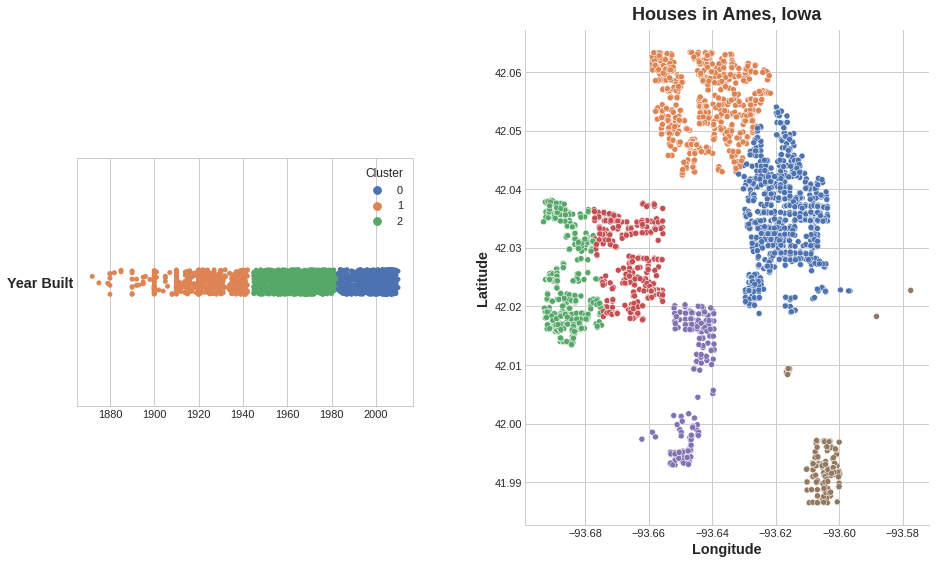 Cluster
0
1
2
Year Built
1880 1900 1920 1940 1960 1980 2000
Houses in Ames, Iowa
42.06
42.05
42.04
42.03
42.02
42.01
42.00
41.99
Latitude
−93.68 −93.66 −93.64 −93.62 −93.60 −93.58
Longitude